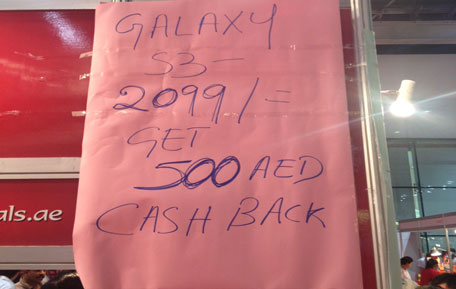 GALAXY
S3-
2099/=
GET
500 AED
CASH BACK
als.ae